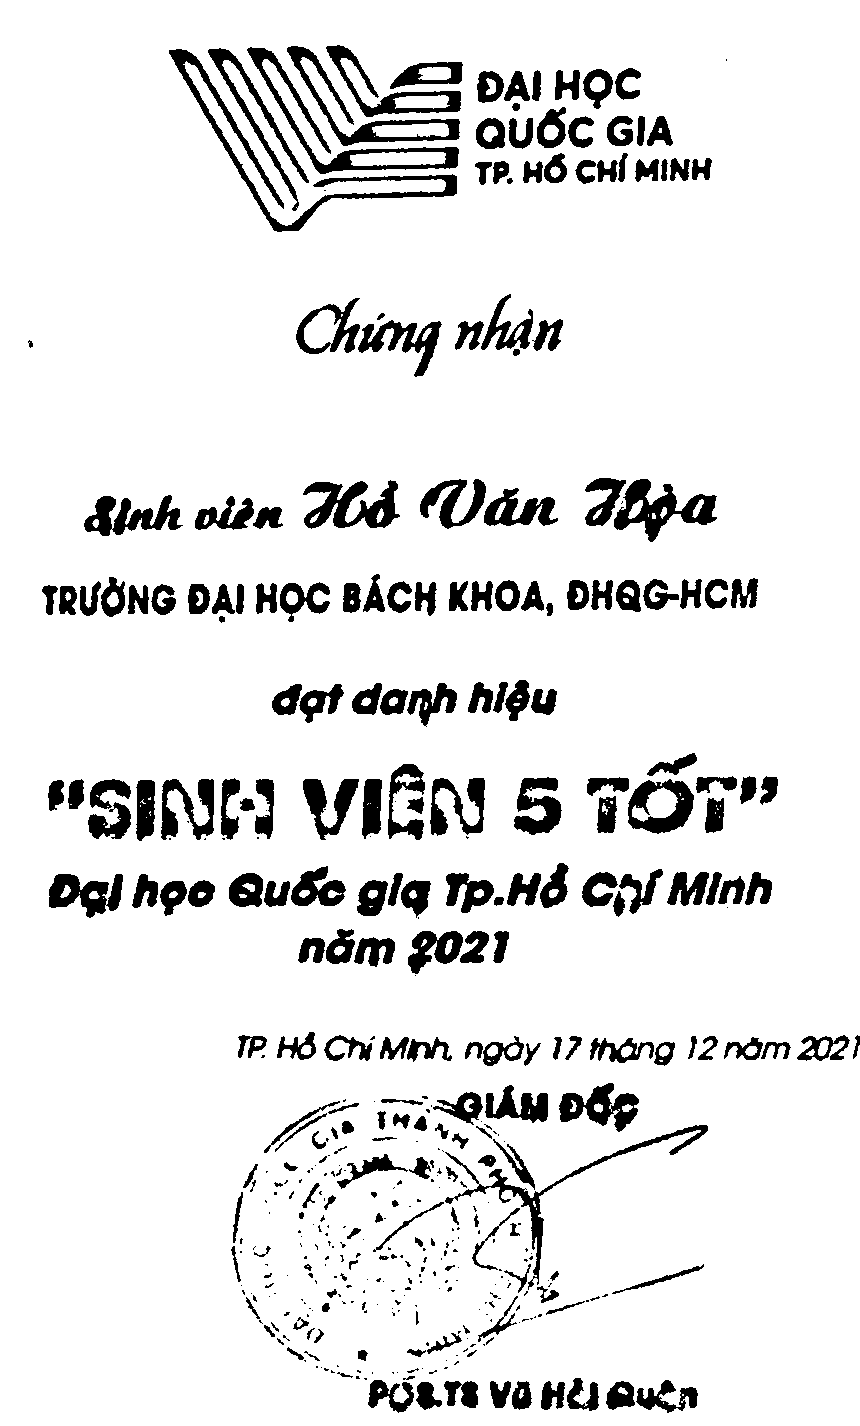 ĐẠI HỌC
QUỐC GIA
TP. HỒ CHÍ MINH
Chứng nhận
Sinh viên Hồ Văn Hòa
TRƯỜNG ĐẠI HỌC BÁCH KHOA, ĐHQG-HCM
đạt danh hiệu
“SINH VIÊN 5 TỐT”
Đại học Quốc gia Tp.Hồ Chí Minh
năm 2021
TP. Hồ Chí Minh, ngày 17 tháng 12 năm 2021
GIÁM ĐỐC
GIA THÀNH PHỐ
PGS.TS Vũ Hải Quân